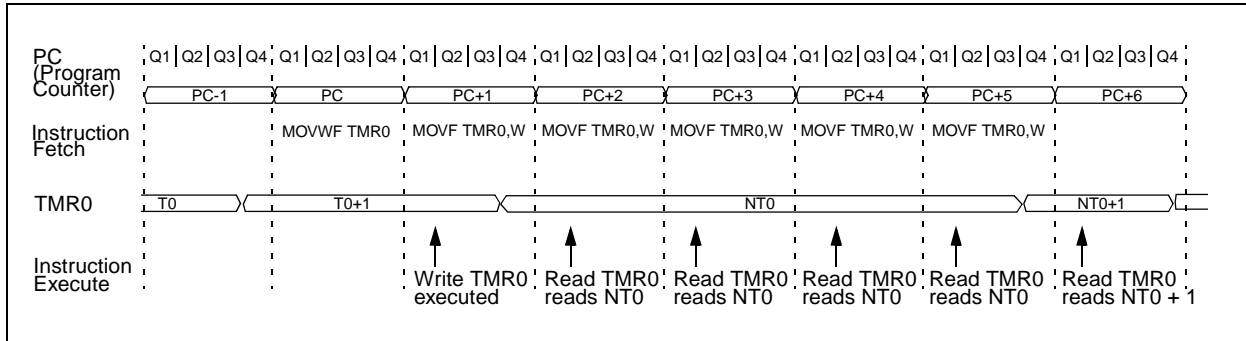 PC
(Program
Counter)
Q1 Q2 Q3 Q4 Q1 Q2 Q3 Q4 Q1 Q2 Q3 Q4 Q1 Q2 Q3 Q4 Q1 Q2 Q3 Q4 Q1 Q2 Q3 Q4 Q1 Q2 Q3 Q4 Q1 Q2 Q3 Q4
PC-1 PC PC+1 PC+2 PC+3 PC+4 PC+5 PC+6
Instruction
Fetch
MOVWF TMR0 MOVF TMR0,W MOVF TMR0,W MOVF TMR0,W MOVF TMR0,W MOVF TMR0,W
TMR0
T0 T0+1 NT0 NT0+1
Instruction
Execute
Write TMR0
executed
Read TMR0
reads NT0
Read TMR0
reads NT0
Read TMR0
reads NT0
Read TMR0
reads NT0
Read TMR0
reads NT0 + 1